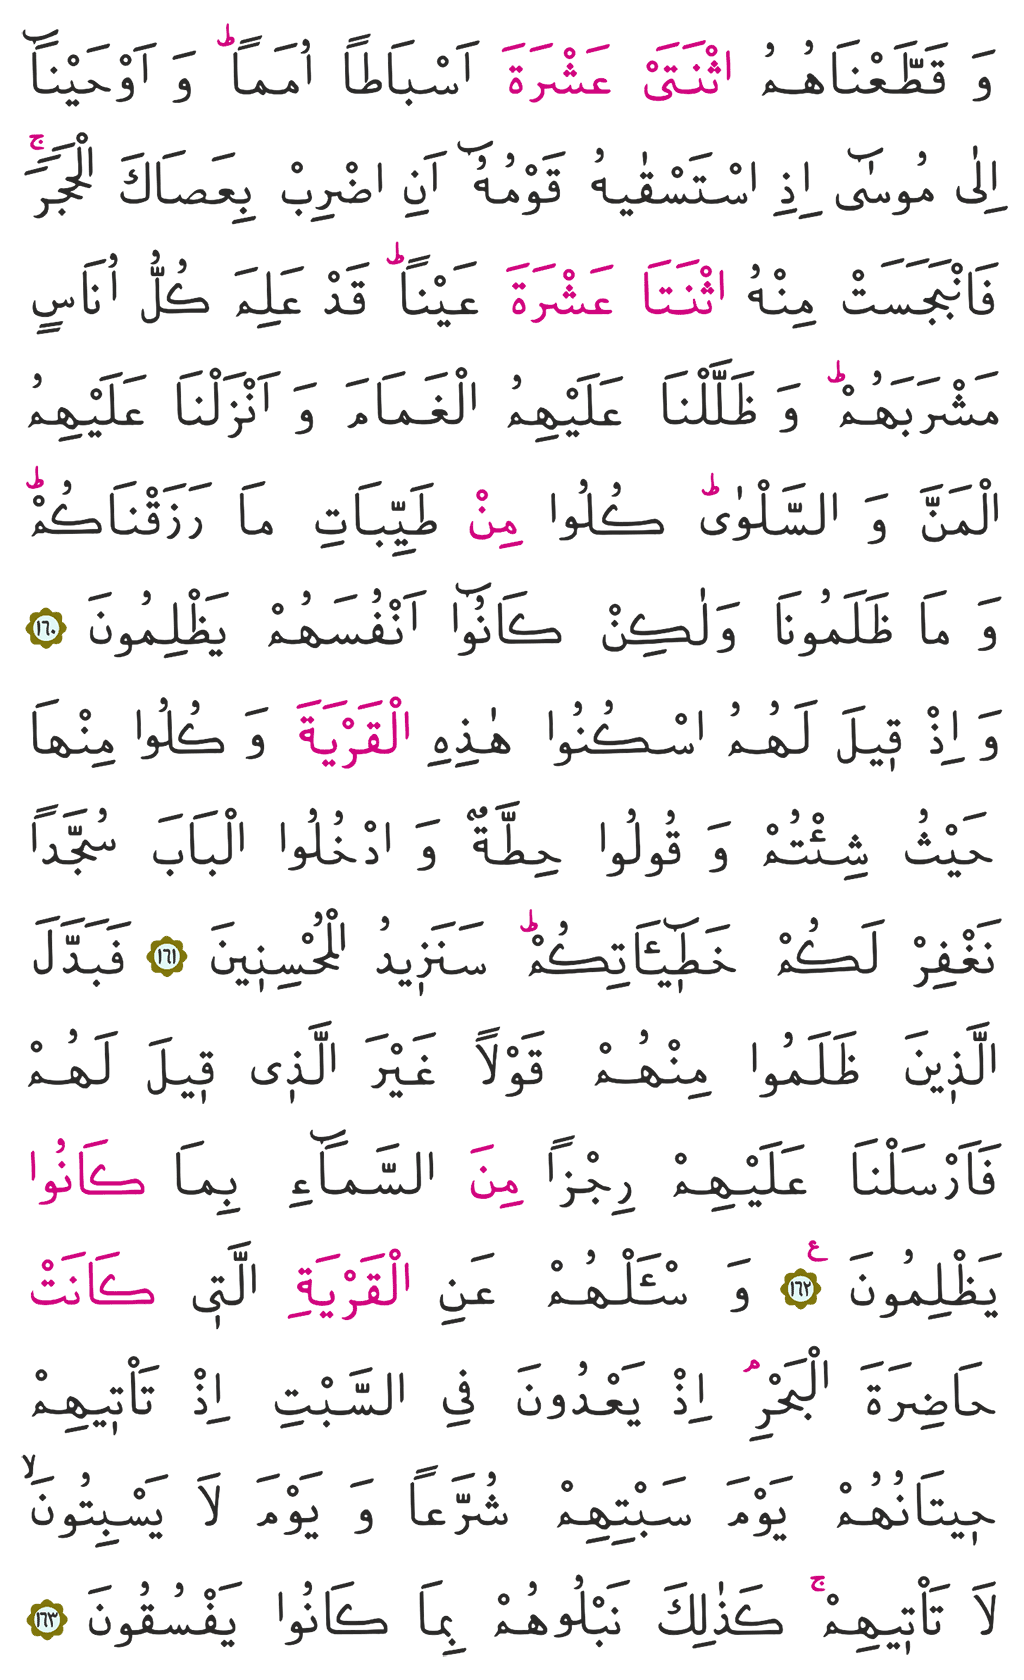 وَ قَطَّعْنَاهُمُ اثْنَتَىْ عَشْرَةَ اَسْبَاطًا اُمَمًاۜ وَ اَوْحَيْنَٓا
اِلٰى مُوسٰٓى اِذِ اسْتَسْقٰيهُ قَوْمُهُٓ اَنِ اضْرِبْ بِعَصَاكَ الْحَجَرَۚ
فَانْبَجَسَتْ مِنْهُ اثْنَتَا عَشْرَةَ عَيْنًاۜ قَدْ عَلِمَ كُلُّ اُنَاسٍ
مَشْرَبَهُمْۜ وَ ظَلَّلْنَا عَلَيْهِمُ الْغَمَامَ وَ اَنْزَلْنَا عَلَيْهِمُ
الْمَنَّ وَ السَّلْوٰىۜ كُلُوا مِنْ طَيِّبَاتِ مَا رَزَقْنَاكُمْۜ
وَ مَا ظَلَمُونَا وَلٰكِنْ كَانُٓوا اَنْفُسَهُمْ يَظْلِمُونَ ﴿١٦٠﴾
وَ اِذْ قٖيلَ لَهُمُ اسْكُنُوا هٰذِهِ الْقَرْيَةَ وَ كُلُوا مِنْهَا
حَيْثُ شِئْتُمْ وَ قُولُوا حِطَّةٌ وَ ادْخُلُوا الْبَابَ سُجَّدًا
نَغْفِرْ لَكُمْ خَطٖٓيـَٔاتِكُمْۜ سَنَزٖيدُ الْمُحْسِنٖينَ ﴿١٦١﴾ فَبَدَّلَ
الَّذٖينَ ظَلَمُوا مِنْهُمْ قَوْلًا غَيْرَ الَّذٖى قٖيلَ لَهُمْ
فَاَرْسَلْنَا عَلَيْهِمْ رِجْزًا مِنَ السَّمَٓاءِ بِمَا كَانُوا
يَظْلِمُونَ ﴿١٦٢﴾ ع وَ سْـَٔلْهُمْ عَنِ الْقَرْيَةِ الَّتٖى كَانَتْ
حَاضِرَةَ الْبَحْرِۢ اِذْ يَعْدُونَ فِى السَّبْتِ اِذْ تَاْتٖيهِمْ
حٖيتَانُهُمْ يَوْمَ سَبْتِهِمْ شُرَّعًا وَ يَوْمَ لَا يَسْبِتُونَۙ
لَا تَاْتٖيهِمْۚ كَذٰلِكَ نَبْلُوهُمْ بِمَا كَانُوا يَفْسُقُونَ ﴿١٦٣﴾